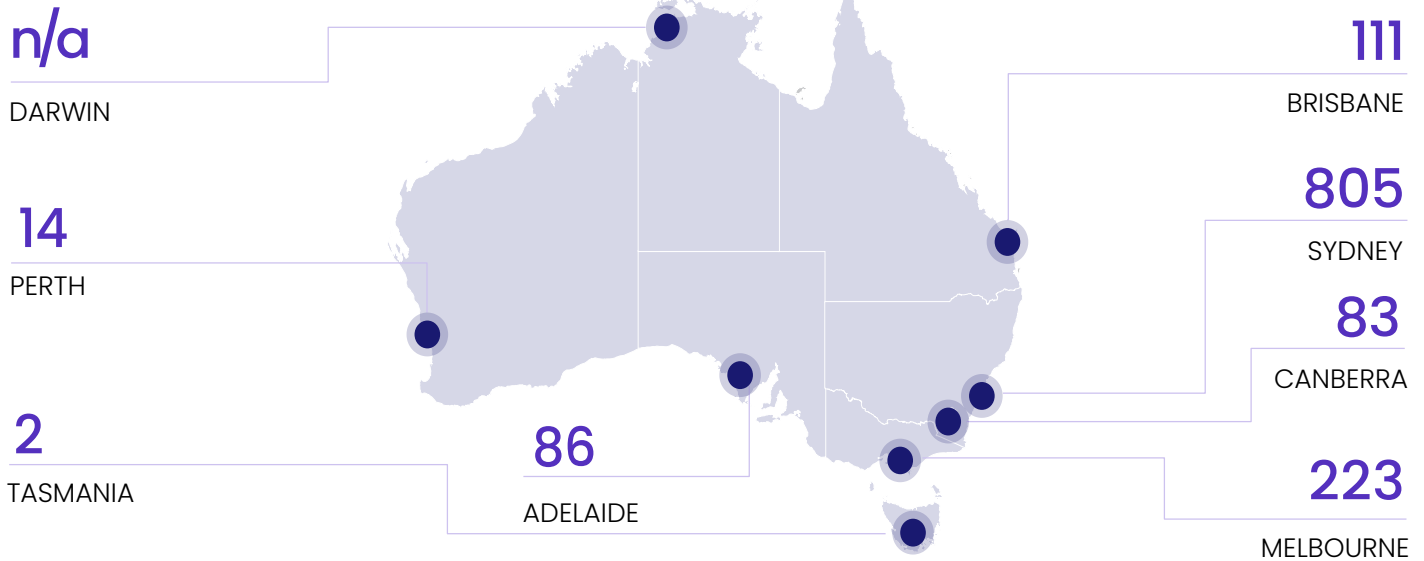 n/a
DARWIN
14
PERTH
2
TASMANIA
86
ADELAIDE
111
BRISBANE
805
SYDNEY
83
CANBERRA
223
MELBOURNE